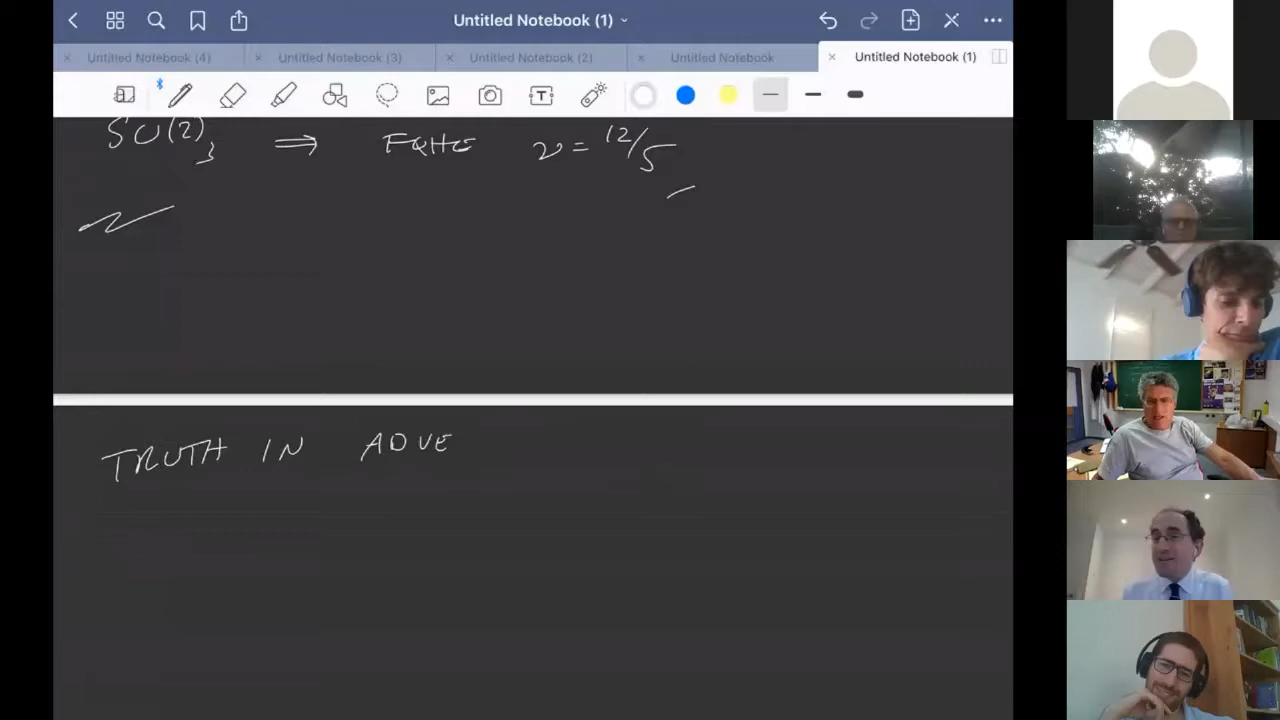 Untitled Notebook (1)
Untitled Notebook (4) Untitled Notebook (3) Untitled Notebook (2) Untitled Notebook Untitled Notebook (1)
SU(2)₃ ⇒ FQHE ν = 12/5
TRUTH IN ADVE